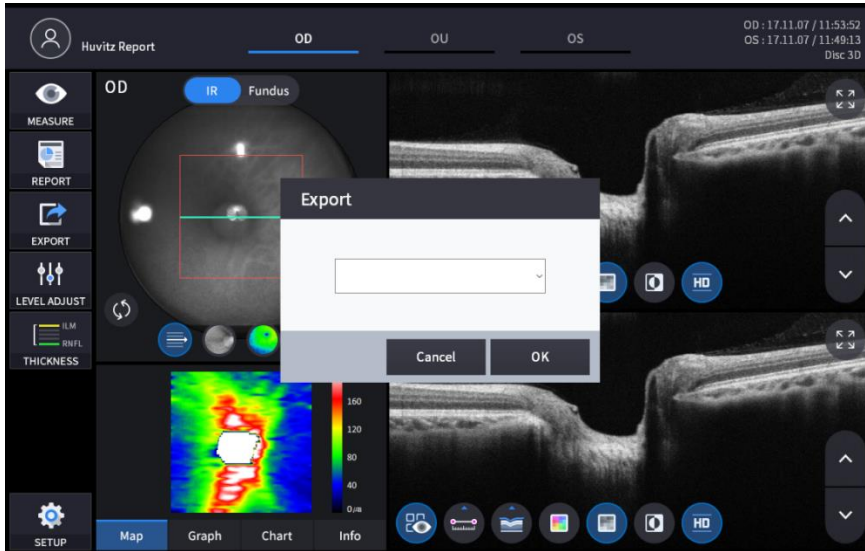 Huvitz Report
OD
OU
OS
OD : 17.11.07 / 11:53:52
OS : 17.11.07 / 11:49:13
Disc 3D
MEASURE
REPORT
EXPORT
LEVEL ADJUST
ILM
RNFL
THICKNESS
SETUP
OD
IR
Fundus
Export
Cancel
OK
HD
160
120
80
40
0㎛
Map
Graph
Chart
Info
HD